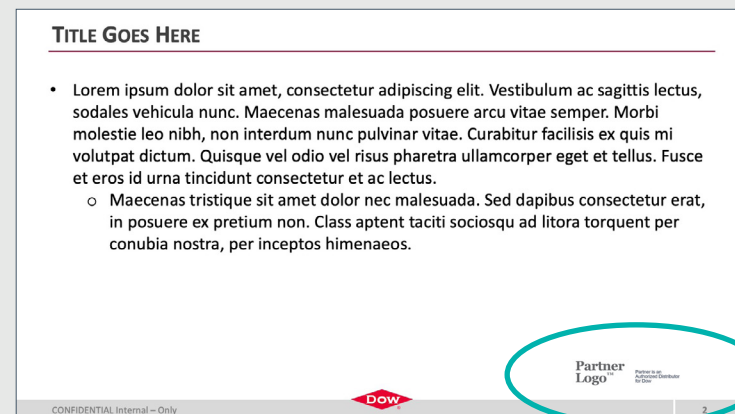 TITLE GOES HERE
• Lorem ipsum dolor sit amet, consectetur adipiscing elit. Vestibulum ac sagittis lectus,
sodales vehicula nunc. Maecenas malesuada posuere arcu vitae semper. Morbi
molestie leo nibh, non interdum nunc pulvinar vitae. Curabitur facilisis ex quis mi
volutpat dictum. Quisque vel odio vel risus pharetra ullamcorper eget et tellus. Fusce
et eros id urna tincidunt consectetur et ac lectus.
o Maecenas tristique sit amet dolor nec malesuada. Sed dapibus consectetur erat,
in posuere ex pretium non. Class aptent taciti sociosqu ad litora torquent per
conubia nostra, per inceptos himenaeos.
Partner
Logo™
Partner is an
Authorized Distributor
for Dow
CONFIDENTIAL Internal – Only
Dow®
2